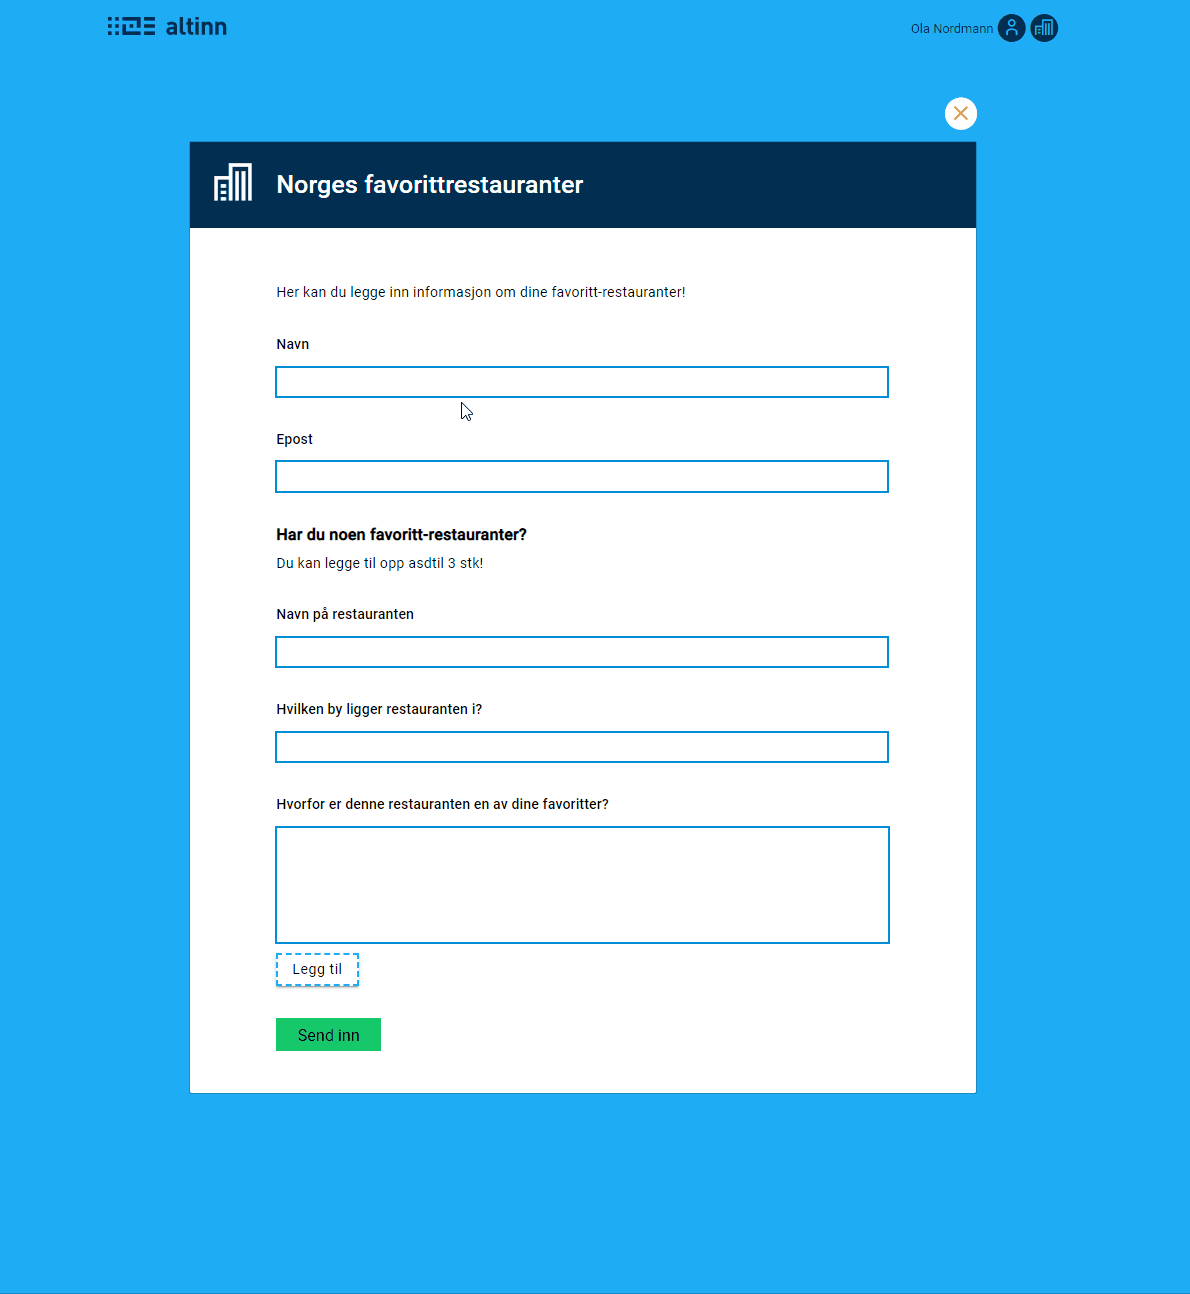 altinn
Ola Nordmann
Norges favorittrestauranter
Her kan du legge inn informasjon om dine favoritt-restauranter!
Navn
Epost
Har du noen favoritt-restauranter?
Du kan legge til opp asdtil 3 stk!
Navn på restauranten
Hvilken by ligger restauranten i?
Hvorfor er denne restauranten en av dine favoritter?
Legg til
Send inn